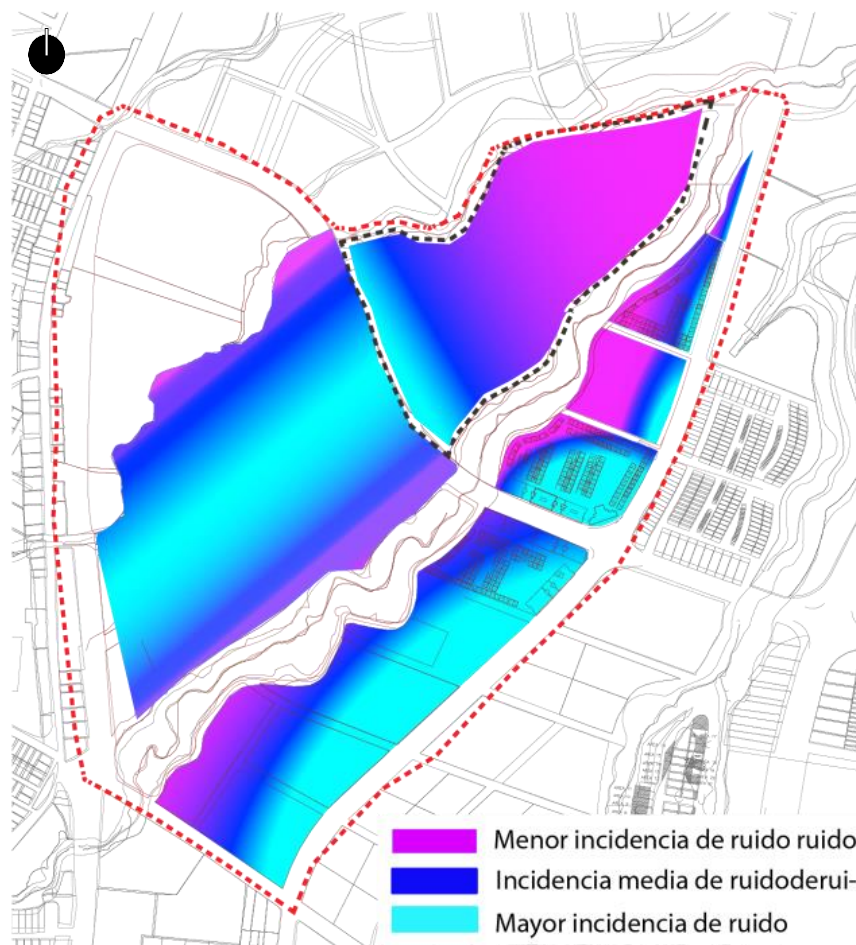 Menor incidencia de ruido ruido
Incidencia media de ruidoderui-
Mayor incidencia de ruido